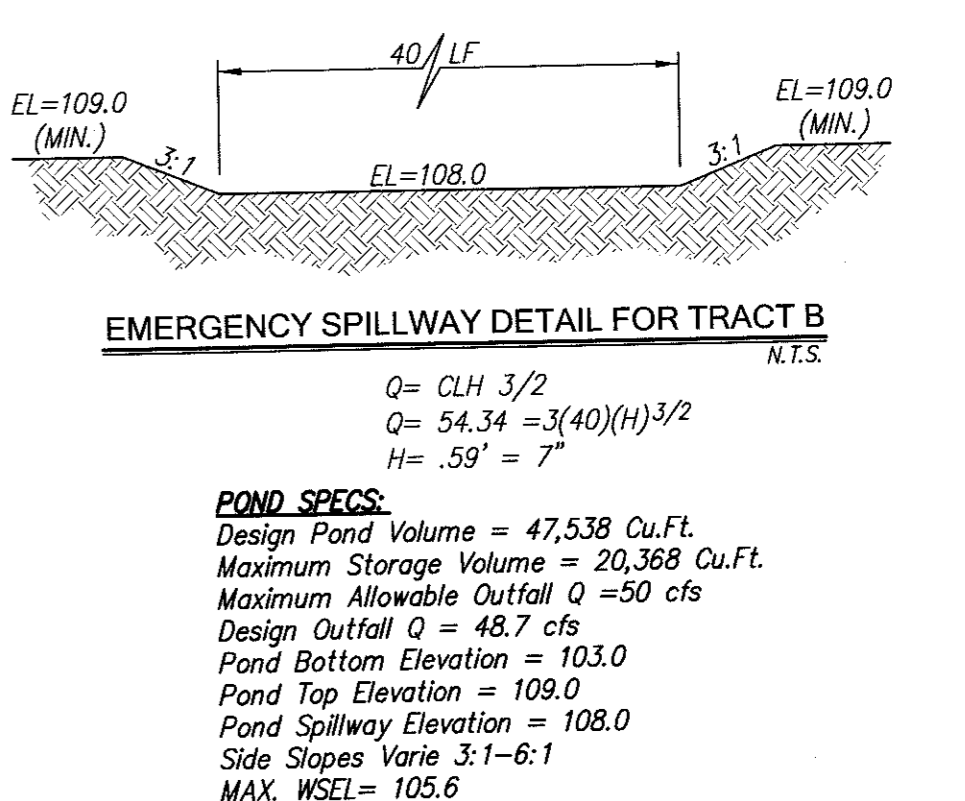 40 LF
EL=109.0
(MIN.)
EL=109.0
(MIN.)
3:1
3:1
EL=108.0
EMERGENCY SPILLWAY DETAIL FOR TRACT B
N.T.S.
Q= CLH 3/2
Q= 54.34 =3(40)(H)3/2
H= .59' = 7"
POND SPECS:
Design Pond Volume = 47,538 Cu.Ft.
Maximum Storage Volume = 20,368 Cu.Ft.
Maximum Allowable Outfall Q =50 cfs
Design Outfall Q = 48.7 cfs
Pond Bottom Elevation = 103.0
Pond Top Elevation = 109.0
Pond Spillway Elevation = 108.0
Side Slopes Varie 3:1-6:1
MAX. WSEL= 105.6